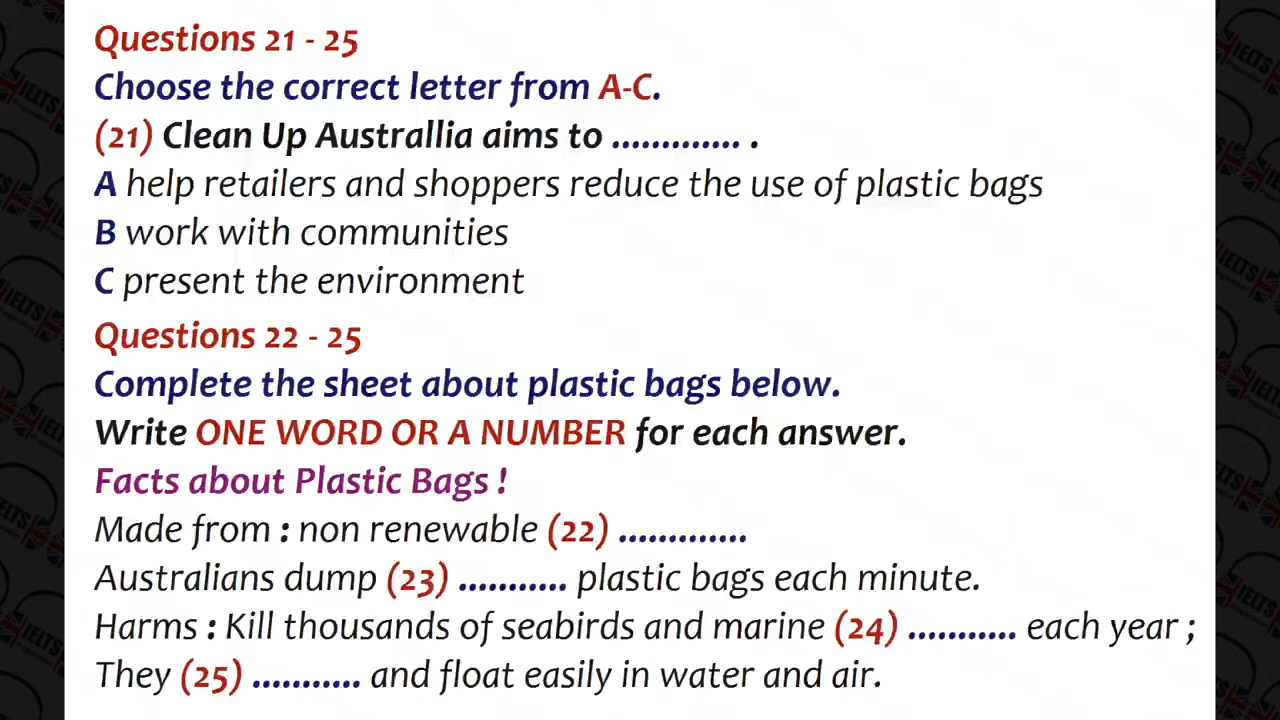 Questions 21 - 25
Choose the correct letter from A-C.
(21) Clean Up Australlia aims to ............. .
A help retailers and shoppers reduce the use of plastic bags
B work with communities
C present the environment
Questions 22 - 25
Complete the sheet about plastic bags below.
Write ONE WORD OR A NUMBER for each answer.
Facts about Plastic Bags !
Made from : non renewable (22) .............
Australians dump (23) ........... plastic bags each minute.
Harms : Kill thousands of seabirds and marine (24) ........... each year ;
They (25) ........... and float easily in water and air.